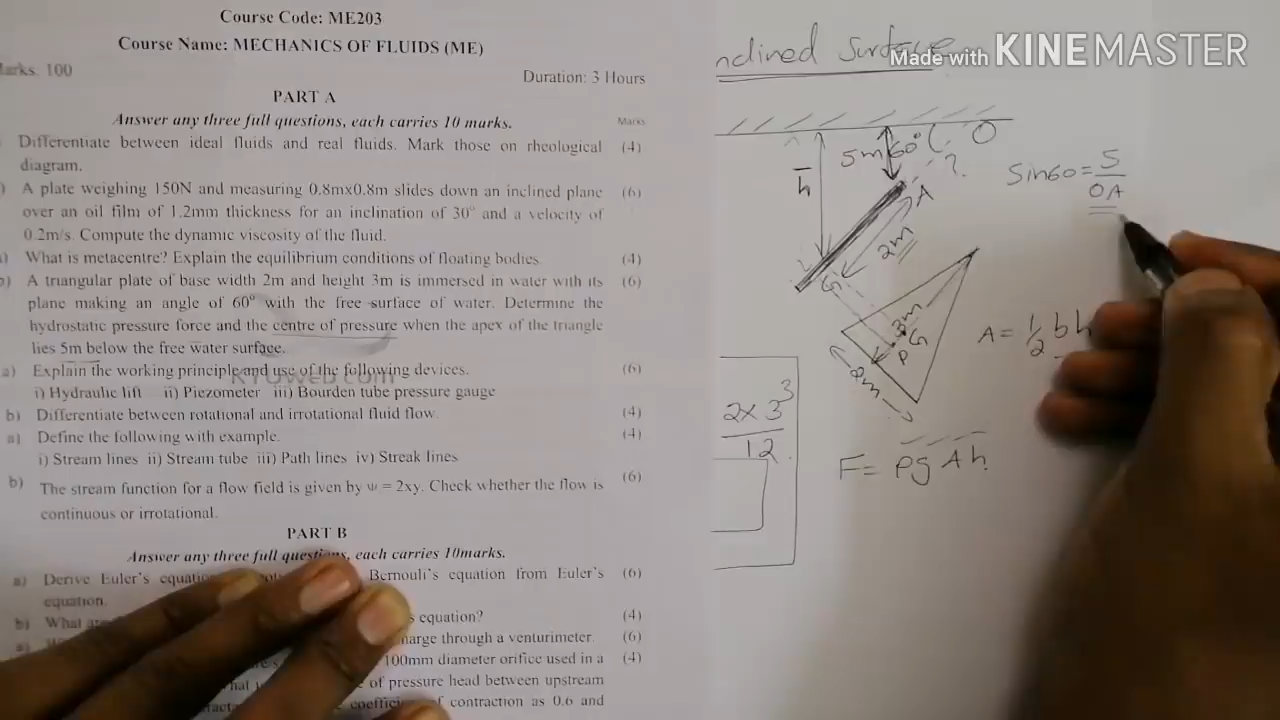 Course Code: ME203
Course Name: MECHANICS OF FLUIDS (ME)
arks: 100
Duration: 3 Hours
PART A
Answer any three full questions, each carries 10 marks.
Marks
Differentiate between ideal fluids and real fluids. Mark those on rheological (4)
diagram.
) A plate weighing 150N and measuring 0.8mx0.8m slides down an inclined plane (6)
over an oil film of 1.2mm thickness for an inclination of 30° and a velocity of
0.2m/s. Compute the dynamic viscosity of the fluid.
) What is metacentre? Explain the equilibrium conditions of floating bodies. (4)
) A triangular plate of base width 2m and height 3m is immersed in water with its (6)
plane making an angle of 60° with the free surface of water. Determine the
hydrostatic pressure force and the centre of pressure when the apex of the triangle
lies 5m below the free water surface.
a) Explain the working principle and use of the following devices. (6)
KTUweb.com
i) Hydraulic lift ii) Piezometer iii) Bourden tube pressure gauge
b) Differentiate between rotational and irrotational fluid flow. (4)
a) Define the following with example. (4)
i) Stream lines ii) Stream tube iii) Path lines iv) Streak lines
b) The stream function for a flow field is given by ψ = 2xy. Check whether the flow is (6)
continuous or irrotational.
PART B
Answer any three full questions, each carries 10marks.
a) Derive Euler's equation Bernouli's equation from Euler's (6)
equation.
b) What equation? (4)
a) harge through a venturimeter. (6)
100mm diameter orifice used in a (4)
of pressure head between upstream
of contraction as 0.6 and
nclined Surface
Made with KINEMASTER
5m 60° O
h
?
A
2m
G
3m
G
P
2m
Sin60 = 5
OA
A = 1/2 bh
2x3³
12
F = ρgAh